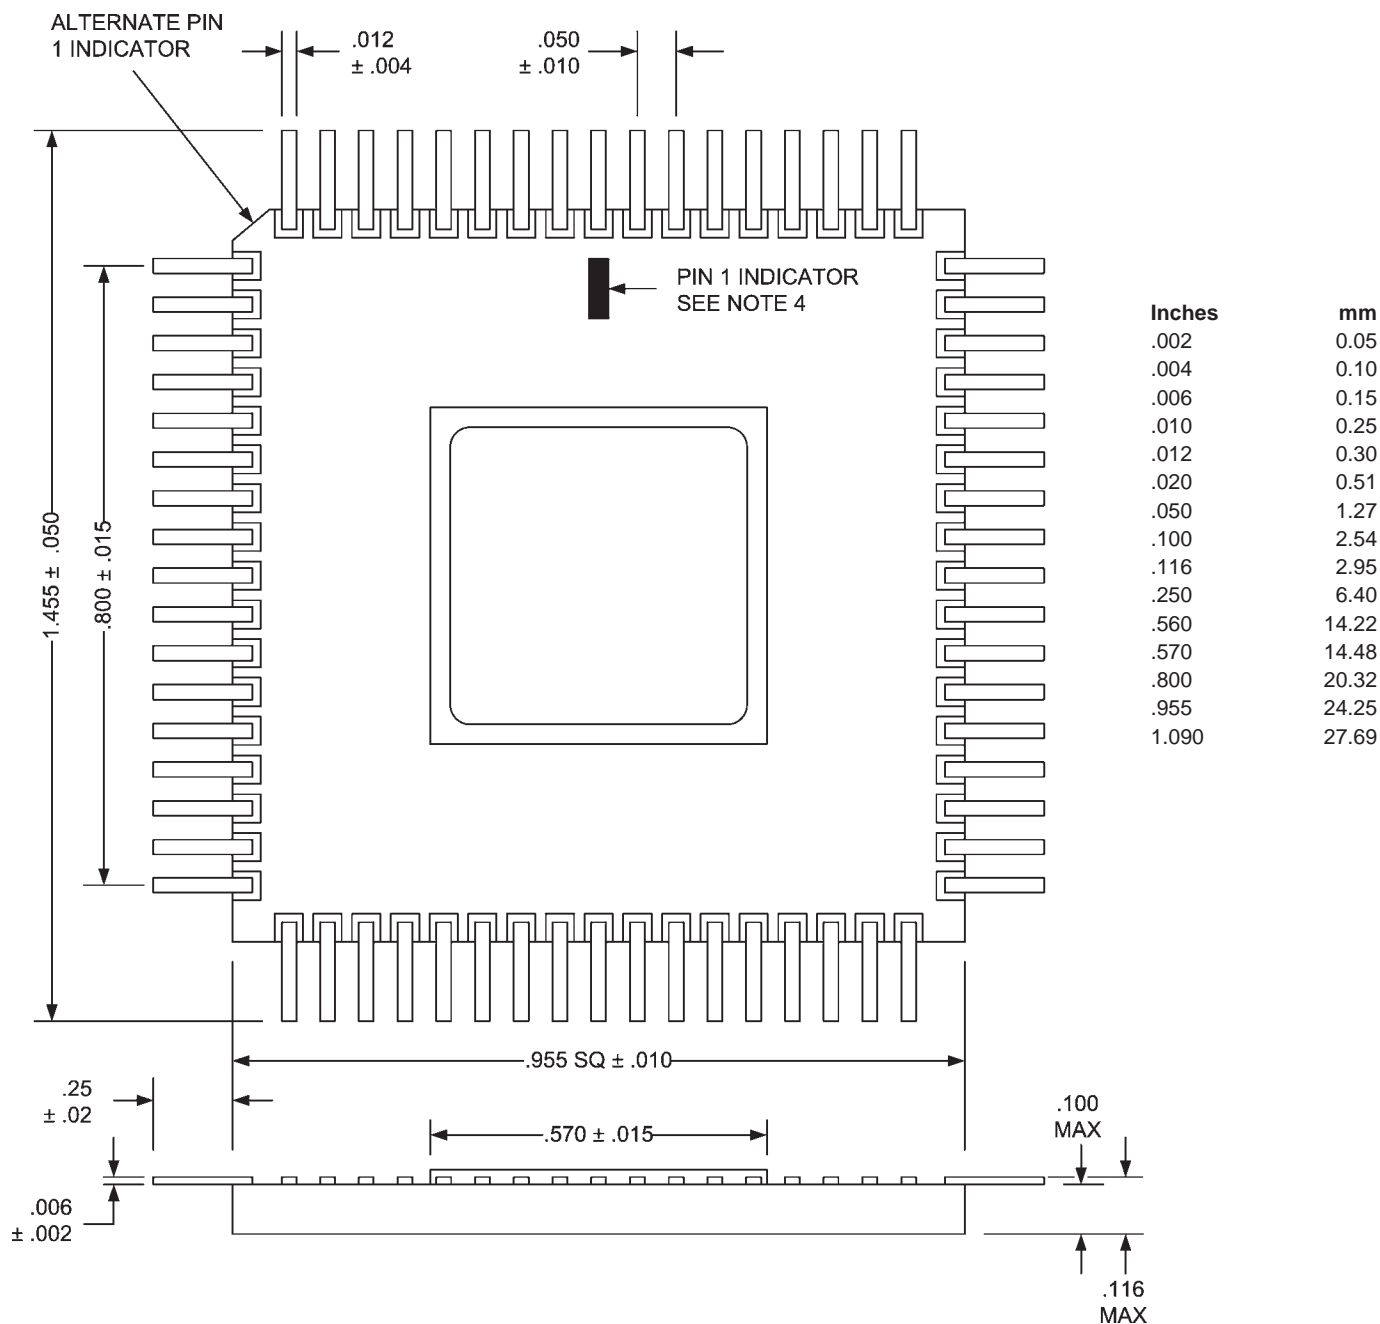 ALTERNATE PIN
1 INDICATOR
.012
± .004
.050
± .010
PIN 1 INDICATOR
SEE NOTE 4
1.455 ± .050
.800 ± .015
.955 SQ ± .010
.25
± .02
.570 ± .015
.100
MAX
.006
± .002
.116
MAX
Inches mm
.002 0.05
.004 0.10
.006 0.15
.010 0.25
.012 0.30
.020 0.51
.050 1.27
.100 2.54
.116 2.95
.250 6.40
.560 14.22
.570 14.48
.800 20.32
.955 24.25
1.090 27.69